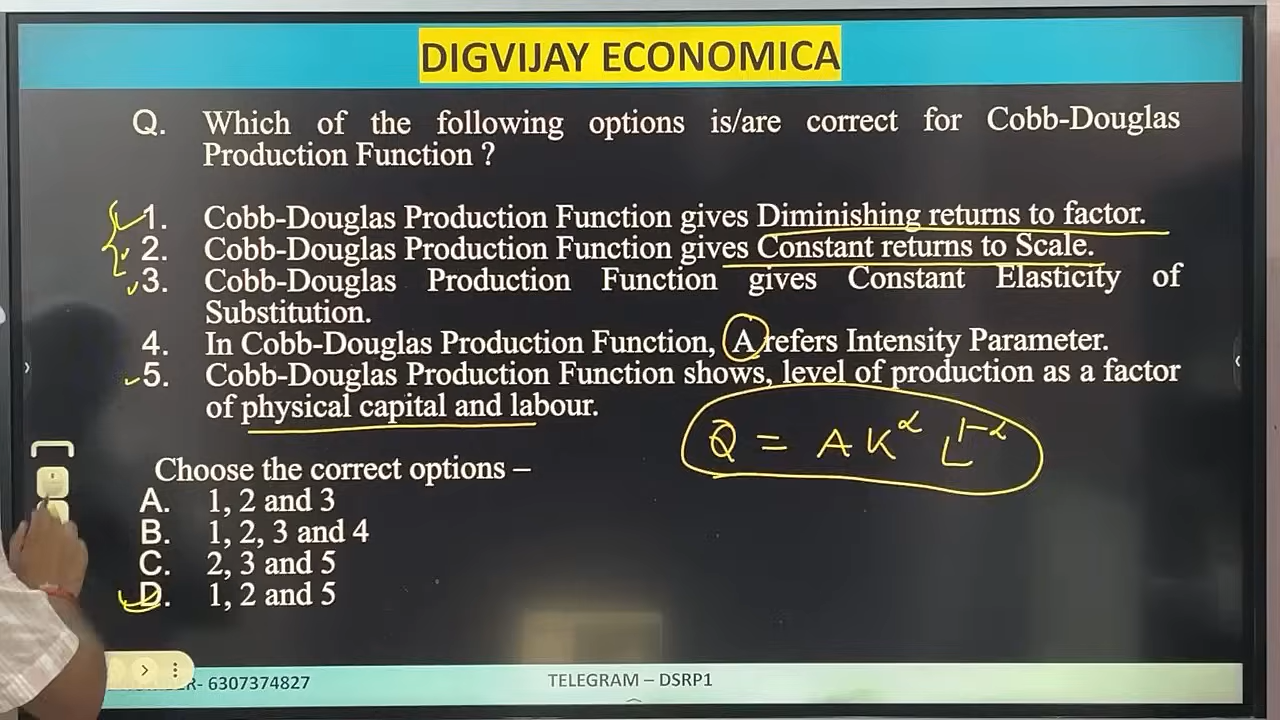 DIGVIJAY ECONOMICA
Q. Which of the following options is/are correct for Cobb-Douglas
Production Function ?
1. Cobb-Douglas Production Function gives Diminishing returns to factor.
2. Cobb-Douglas Production Function gives Constant returns to Scale.
3. Cobb-Douglas Production Function gives Constant Elasticity of
Substitution.
4. In Cobb-Douglas Production Function, A refers Intensity Parameter.
5. Cobb-Douglas Production Function shows, level of production as a factor
of physical capital and labour.
Q = A K^α L^1-α
Choose the correct options –
A. 1, 2 and 3
B. 1, 2, 3 and 4
C. 2, 3 and 5
D. 1, 2 and 5
6307374827
TELEGRAM – DSRP1